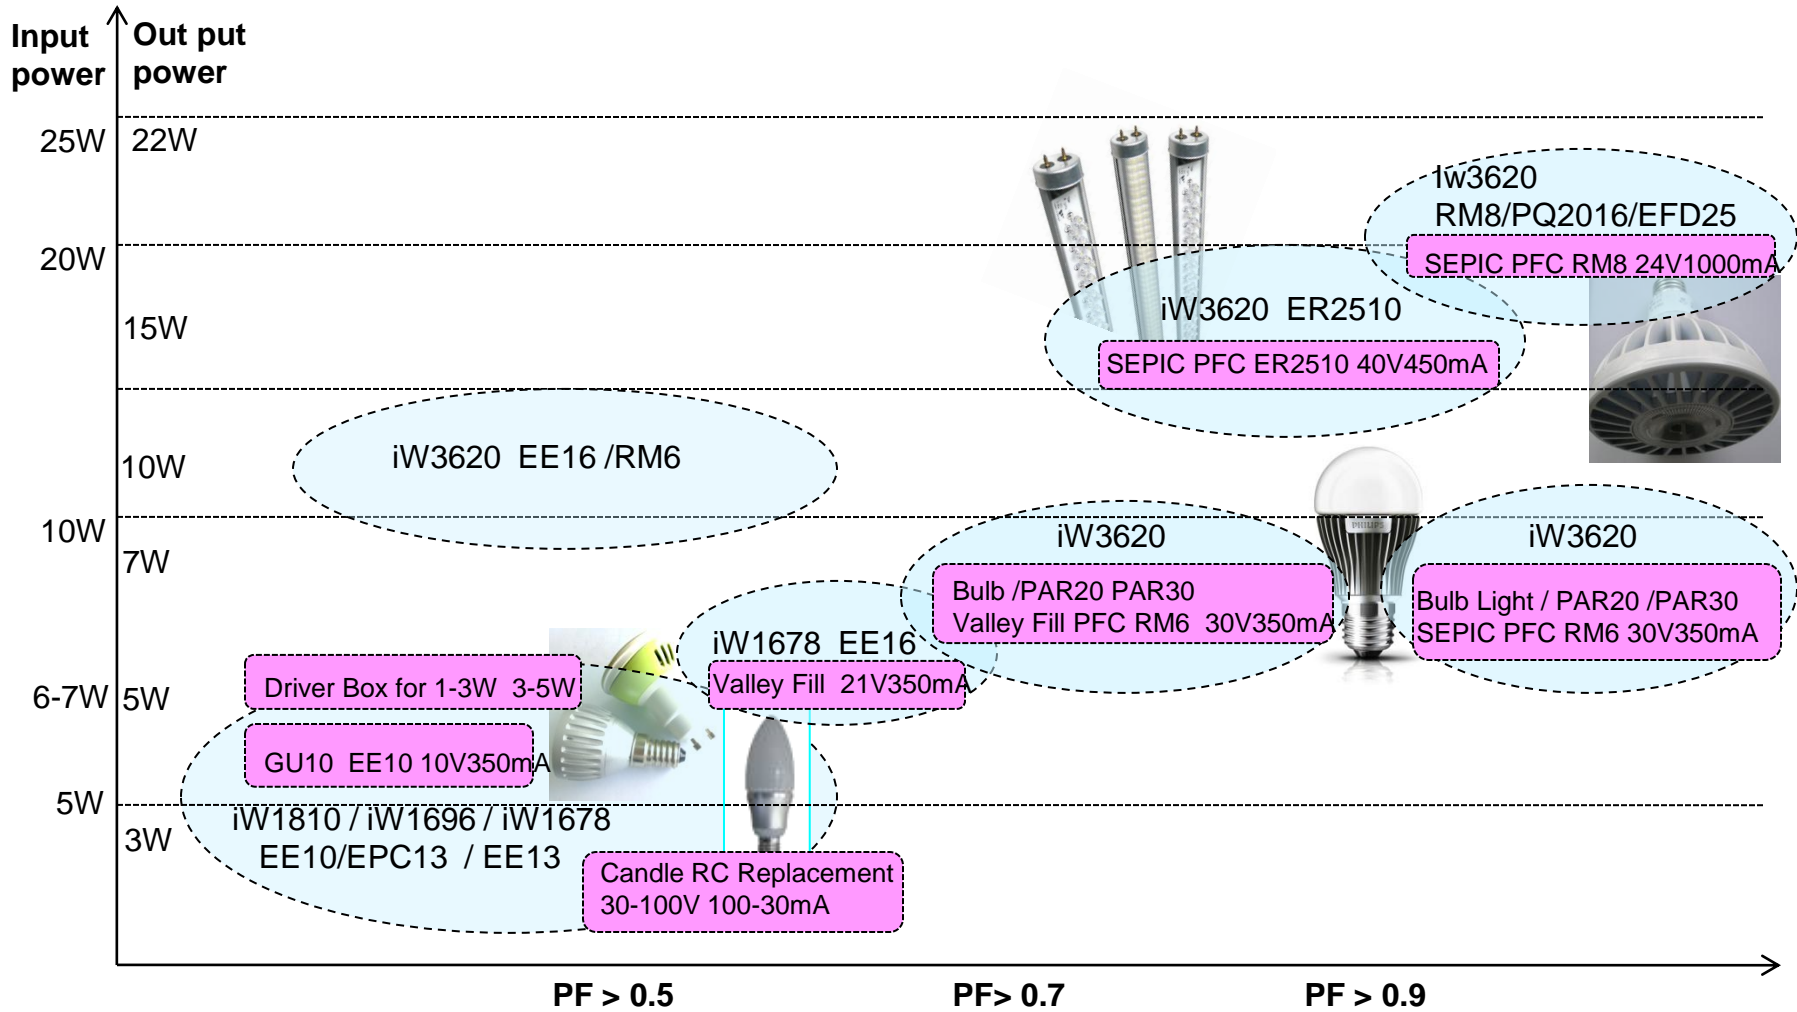 Input
power
Out put
power
25W
22W
Iw3620
RM8/PQ2016/EFD25
20W
SEPIC PFC RM8 24V1000mA
15W
iW3620 ER2510
SEPIC PFC ER2510 40V450mA
iW3620 EE16 /RM6
10W
10W
7W
iW3620
PHILIPS
iW3620
Bulb /PAR20 PAR30
Valley Fill PFC RM6 30V350mA
Bulb Light / PAR20 /PAR30
SEPIC PFC RM6 30V350mA
iW1678 EE16
Valley Fill 21V350mA
6-7W
5W
Driver Box for 1-3W 3-5W
GU10 EE10 10V350mA
5W
3W
iW1810 / iW1696 / iW1678
EE10/EPC13 / EE13
Candle RC Replacement
30-100V 100-30mA
PF > 0.5
PF> 0.7
PF > 0.9